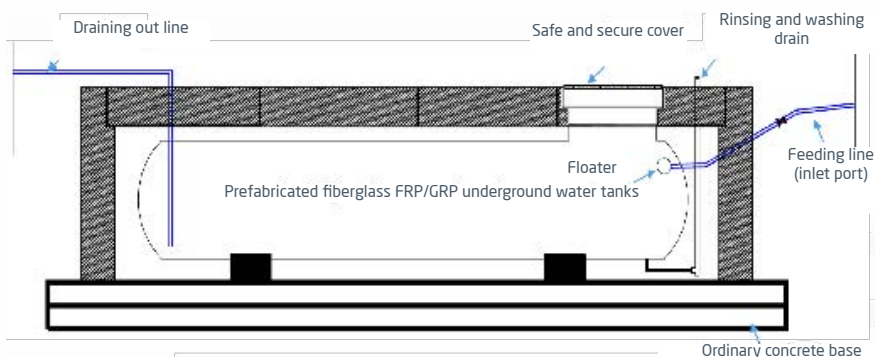 Draining out line
Safe and secure cover
Rinsing and washing
drain
Feeding line
(inlet port)
Floater
Prefabricated fiberglass FRP/GRP underground water tanks
Ordinary concrete base